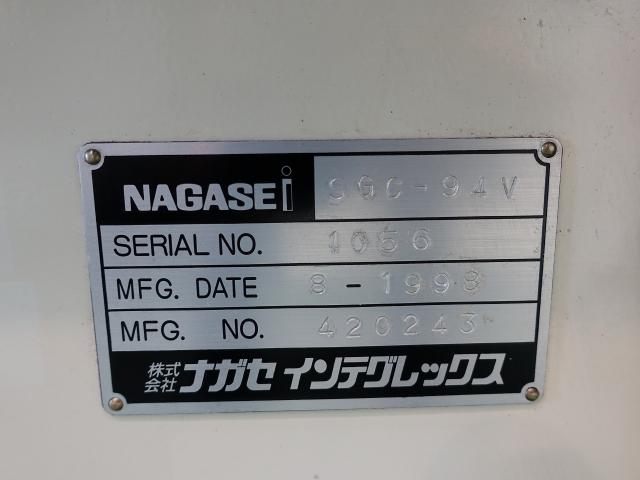 NAGASEi SGC-94V
SERIAL NO. 1056
MFG. DATE 8-1998
MFG. NO. 420243
株式会社 ナガセ インテグレックス